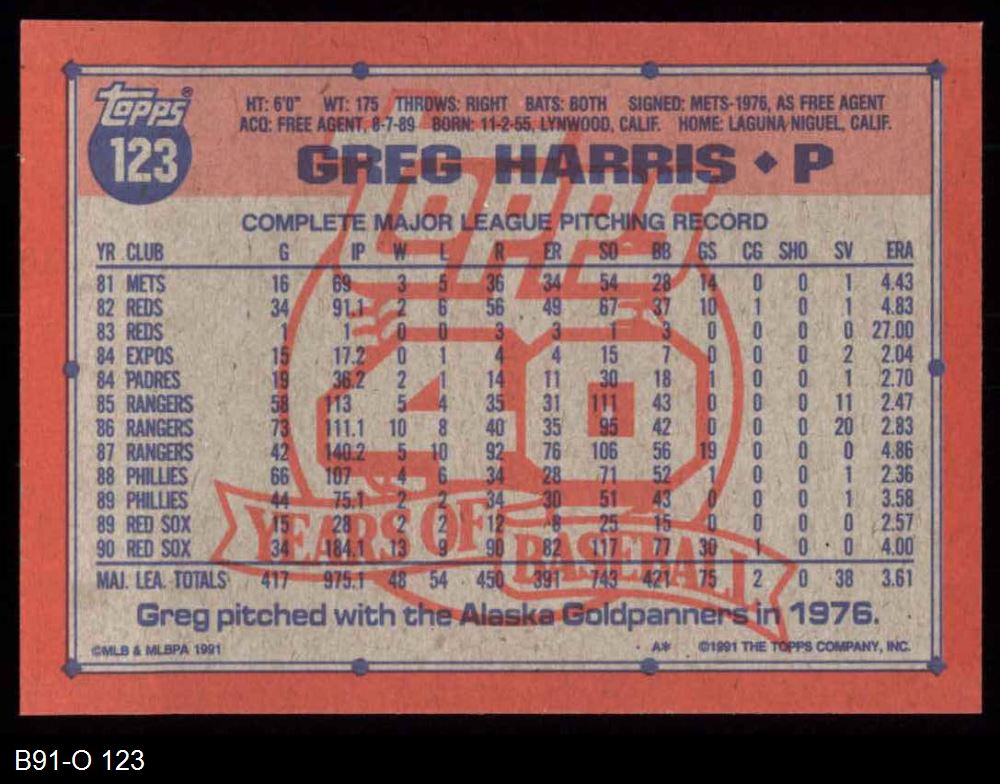 TOPPS®
123
HT: 6'0" WT: 175 THROWS: RIGHT BATS: BOTH SIGNED: METS-1976, AS FREE AGENT
ACQ: FREE AGENT, 8-7-89 BORN: 11-2-55, LYNWOOD, CALIF. HOME: LAGUNA NIGUEL, CALIF.
GREG HARRIS ◆ P
TOPPS
40
YEARS OF BASEBALL
COMPLETE MAJOR LEAGUE PITCHING RECORD
YR CLUB G IP W L R ER SO BB GS CG SHO SV ERA
81 METS 16 69 3 5 36 34 54 28 14 0 0 1 4.43
82 REDS 34 91.1 2 6 56 49 67 37 10 1 0 1 4.83
83 REDS 1 1 0 0 3 3 1 3 0 0 0 0 27.00
84 EXPOS 15 17.2 0 1 4 4 15 7 0 0 0 2 2.04
84 PADRES 19 36.2 2 1 14 11 30 18 1 0 0 1 2.70
85 RANGERS 58 113 5 4 35 31 111 43 0 0 0 11 2.47
86 RANGERS 73 111.1 10 8 40 35 95 42 0 0 0 20 2.83
87 RANGERS 42 140.2 5 10 92 76 106 56 19 0 0 0 4.86
88 PHILLIES 66 107 4 6 34 28 71 52 1 0 0 1 2.36
89 PHILLIES 44 75.1 2 2 34 30 51 43 0 0 0 1 3.58
89 RED SOX 15 28 2 2 12 8 25 15 0 0 0 0 2.57
90 RED SOX 34 184.1 13 9 90 82 117 77 30 1 0 0 4.00
MAJ. LEA. TOTALS 417 975.1 48 54 450 391 743 421 75 2 0 38 3.61
Greg pitched with the Alaska Goldpanners in 1976.
©MLB & MLBPA 1991 A* ©1991 THE TOPPS COMPANY, INC.
B91-O 123